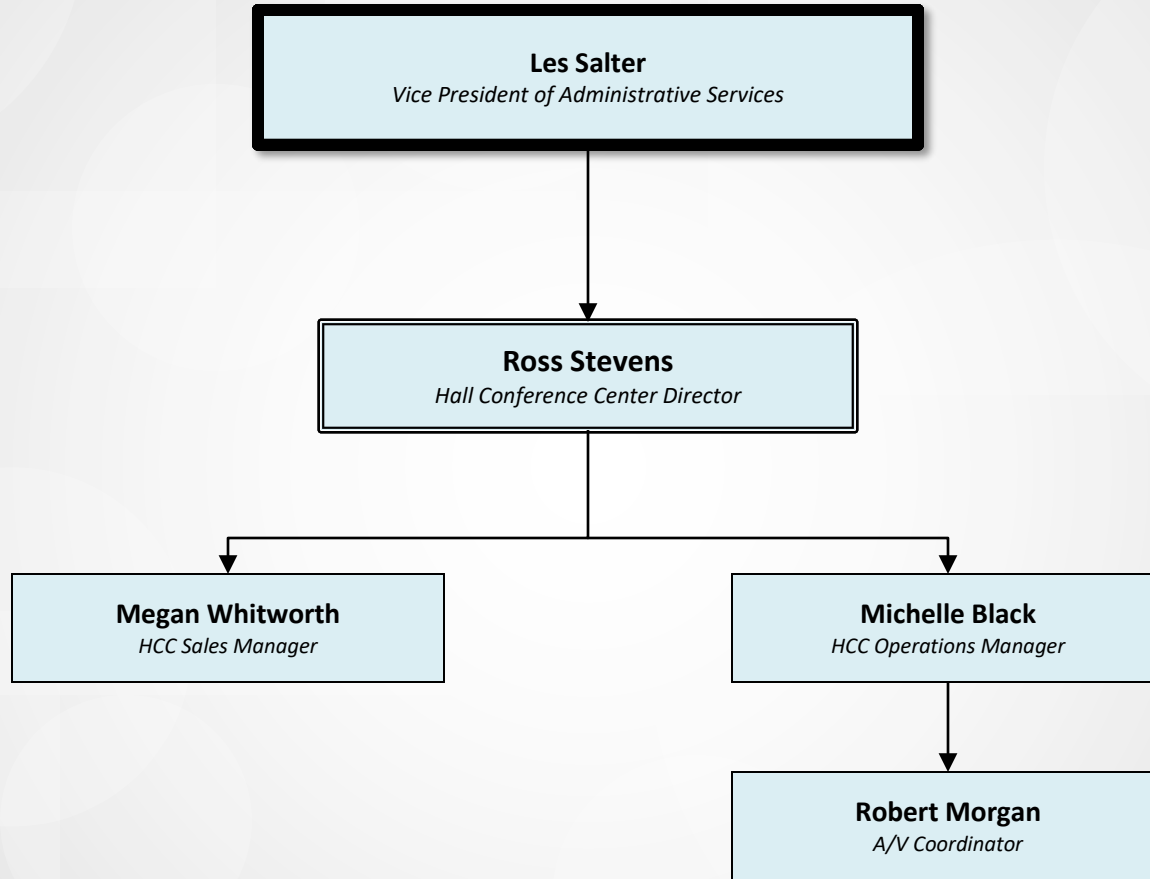 Les Salter
Vice President of Administrative Services
Ross Stevens
Hall Conference Center Director
Megan Whitworth
HCC Sales Manager
Michelle Black
HCC Operations Manager
Robert Morgan
A/V Coordinator